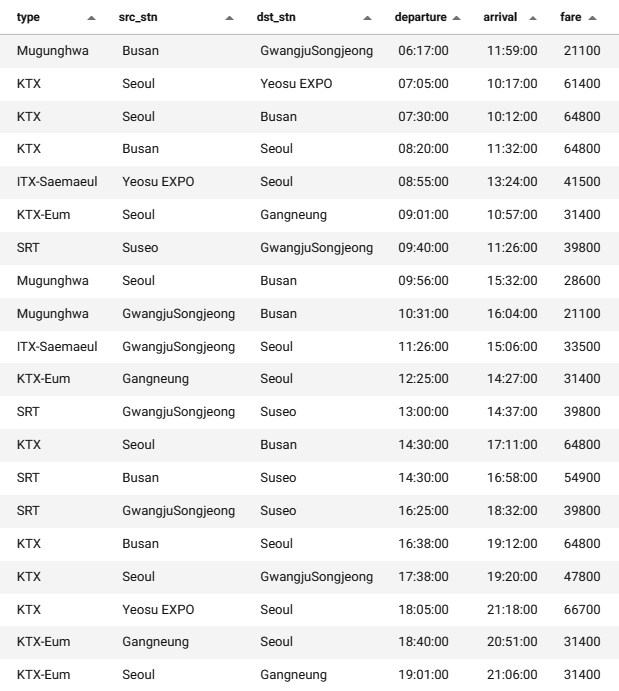 type src_stn dst_stn departure arrival fare
Mugunghwa Busan GwangjuSongjeong 06:17:00 11:59:00 21100
KTX Seoul Yeosu EXPO 07:05:00 10:17:00 61400
KTX Seoul Busan 07:30:00 10:12:00 64800
KTX Busan Seoul 08:20:00 11:32:00 64800
ITX-Saemaeul Yeosu EXPO Seoul 08:55:00 13:24:00 41500
KTX-Eum Seoul Gangneung 09:01:00 10:57:00 31400
SRT Suseo GwangjuSongjeong 09:40:00 11:26:00 39800
Mugunghwa Seoul Busan 09:56:00 15:32:00 28600
Mugunghwa GwangjuSongjeong Busan 10:31:00 16:04:00 21100
ITX-Saemaeul GwangjuSongjeong Seoul 11:26:00 15:06:00 33500
KTX-Eum Gangneung Seoul 12:25:00 14:27:00 31400
SRT GwangjuSongjeong Suseo 13:00:00 14:37:00 39800
KTX Seoul Busan 14:30:00 17:11:00 64800
SRT Busan Suseo 14:30:00 16:58:00 54900
SRT GwangjuSongjeong Suseo 16:25:00 18:32:00 39800
KTX Busan Seoul 16:38:00 19:12:00 64800
KTX Seoul GwangjuSongjeong 17:38:00 19:20:00 47800
KTX Yeosu EXPO Seoul 18:05:00 21:18:00 66700
KTX-Eum Gangneung Seoul 18:40:00 20:51:00 31400
KTX-Eum Seoul Gangneung 19:01:00 21:06:00 31400